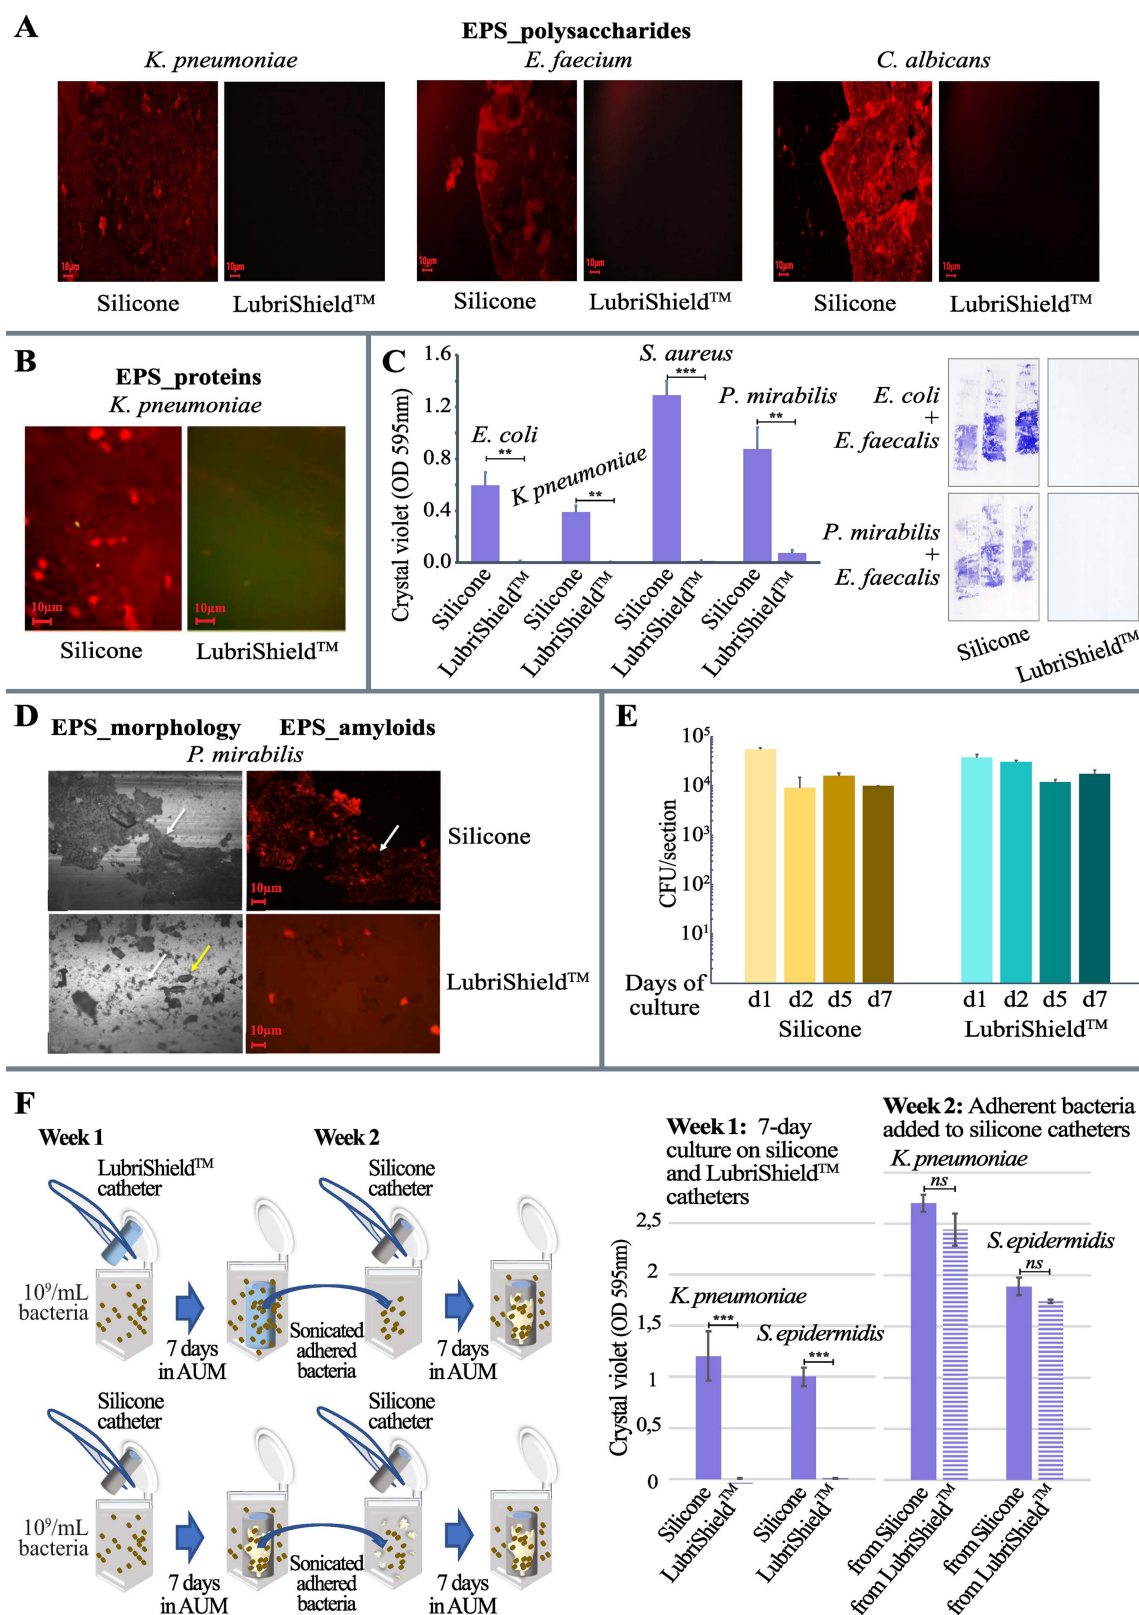 A
EPS_polysaccharides
K. pneumoniae
E. faecium
C. albicans
10µm
10µm
10µm
10µm
10µm
10µm
Silicone
LubriShield™
Silicone
LubriShield™
Silicone
LubriShield™
B
EPS_proteins
K. pneumoniae
10µm
10µm
Silicone
LubriShield™
C
Crystal violet (OD 595nm)
1.6
1.2
0.8
0.4
0.0
E. coli
**
K pneumoniae
**
S. aureus
***
P. mirabilis
**
Silicone
LubriShield™
Silicone
LubriShield™
Silicone
LubriShield™
Silicone
LubriShield™
E. coli
+
E. faecalis
P. mirabilis
+
E. faecalis
Silicone
LubriShield™
D
EPS_morphology
EPS_amyloids
P. mirabilis
10µm
Silicone
10µm
10µm
LubriShield™
E
CFU/section
10⁵
10⁴
10³
10²
10¹
Days of
culture
d1 d2 d5 d7
Silicone
d1 d2 d5 d7
LubriShield™
F
Week 1
Week 2
LubriShield™
catheter
Silicone
catheter
10⁹/mL
bacteria
7 days
in AUM
Sonicated
adhered
bacteria
7 days
in AUM
Silicone
catheter
Silicone
catheter
10⁹/mL
bacteria
7 days
in AUM
Sonicated
adhered
bacteria
7 days
in AUM
Week 1: 7-day
culture on silicone
and LubriShield™
catheters
Week 2: Adherent bacteria
added to silicone catheters
Crystal violet (OD 595nm)
2,5
2
1,5
1
0,5
0
K. pneumoniae
***
S. epidermidis
***
K. pneumoniae
ns
S. epidermidis
ns
Silicone
LubriShield™
Silicone
LubriShield™
from Silicone
from LubriShield™
from Silicone
from LubriShield™